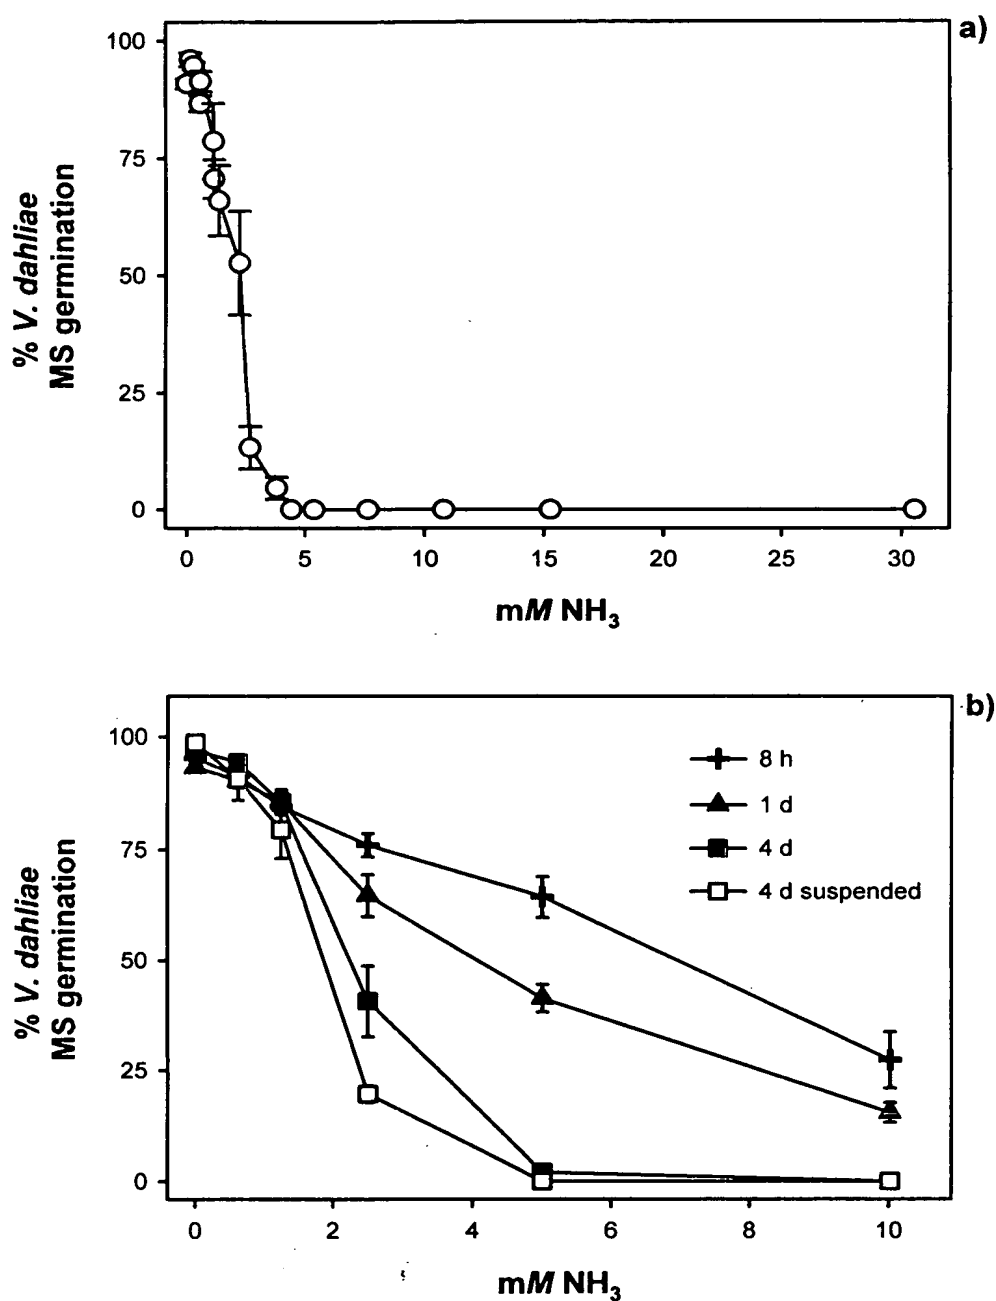 a)
100
75
50
25
0
% V. dahliae
MS germination
0 5 10 15 20 25 30
mM NH₃
b)
100
75
50
25
0
% V. dahliae
MS germination
8 h
1 d
4 d
4 d suspended
0 2 4 6 8 10
mM NH₃